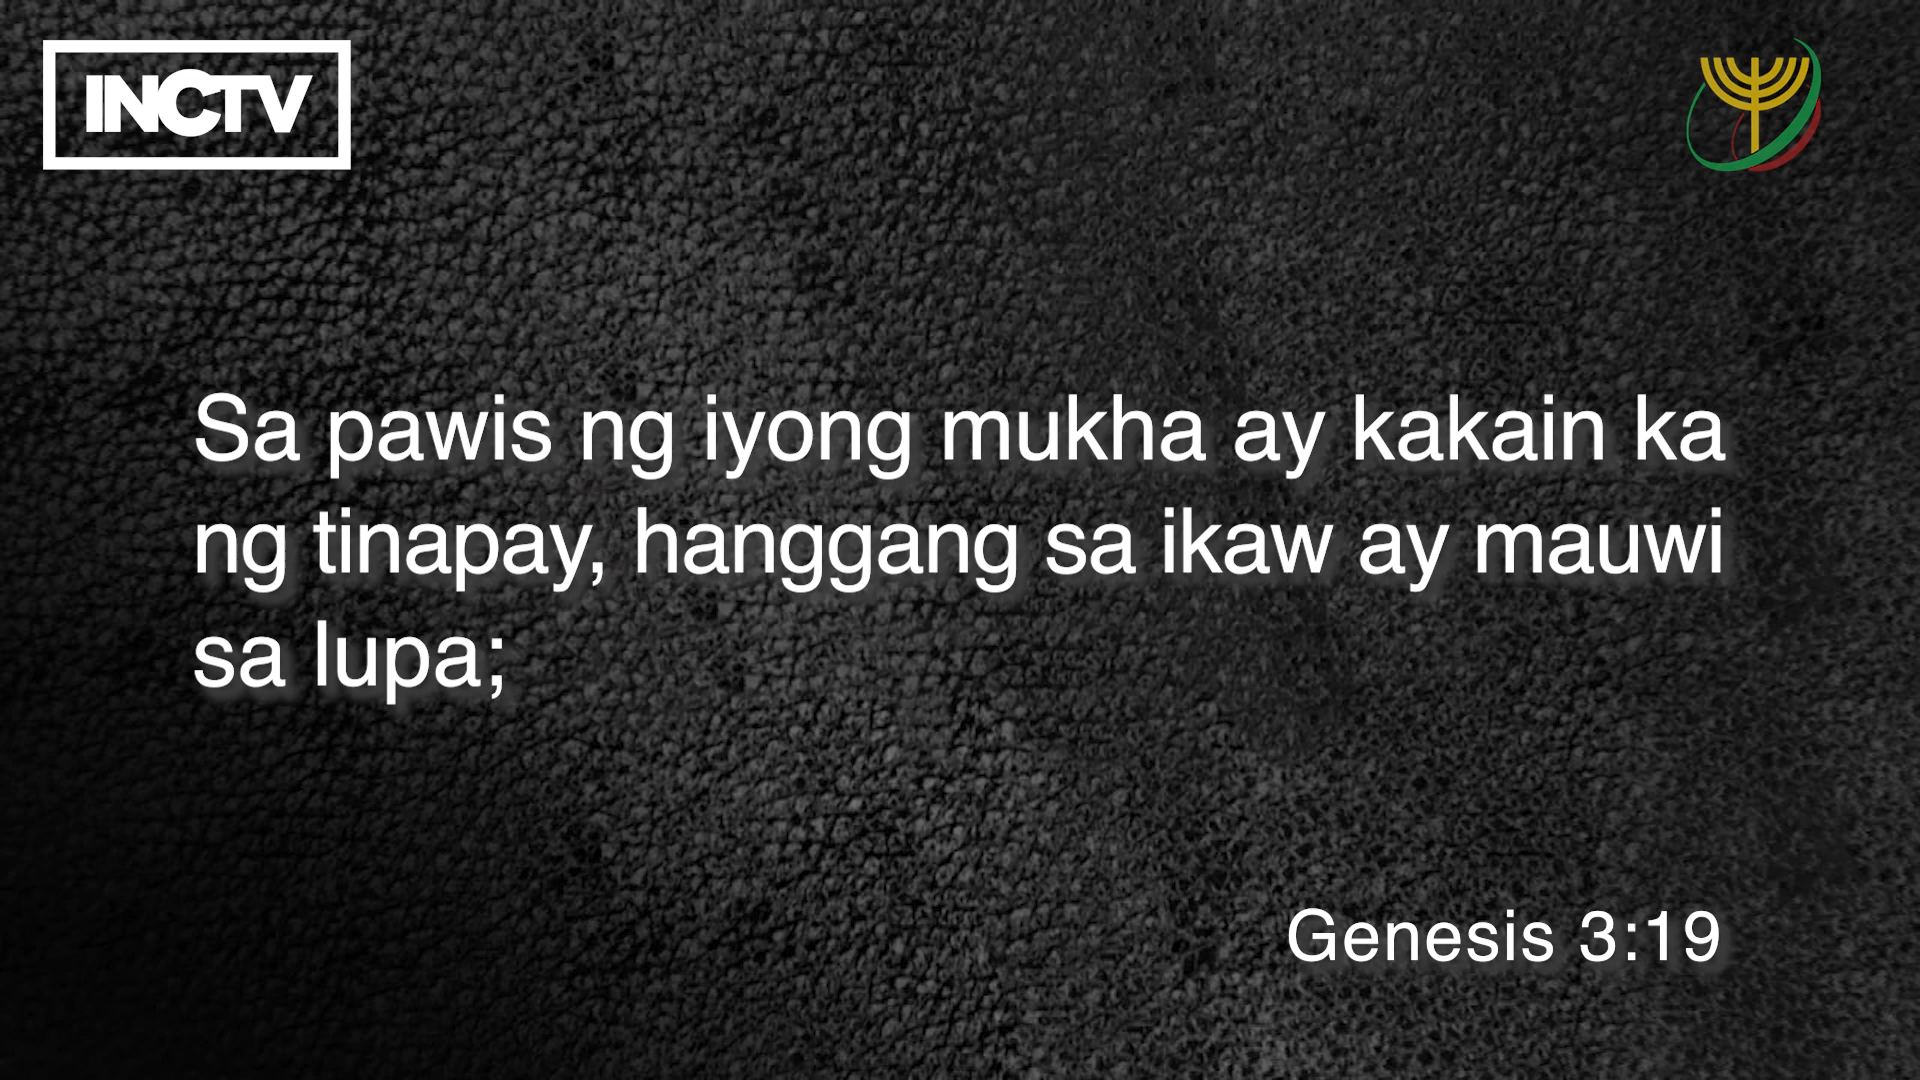 INCTV
Sa pawis ng iyong mukha ay kakain ka
ng tinapay, hanggang sa ikaw ay mauwi
sa lupa;
Genesis 3:19